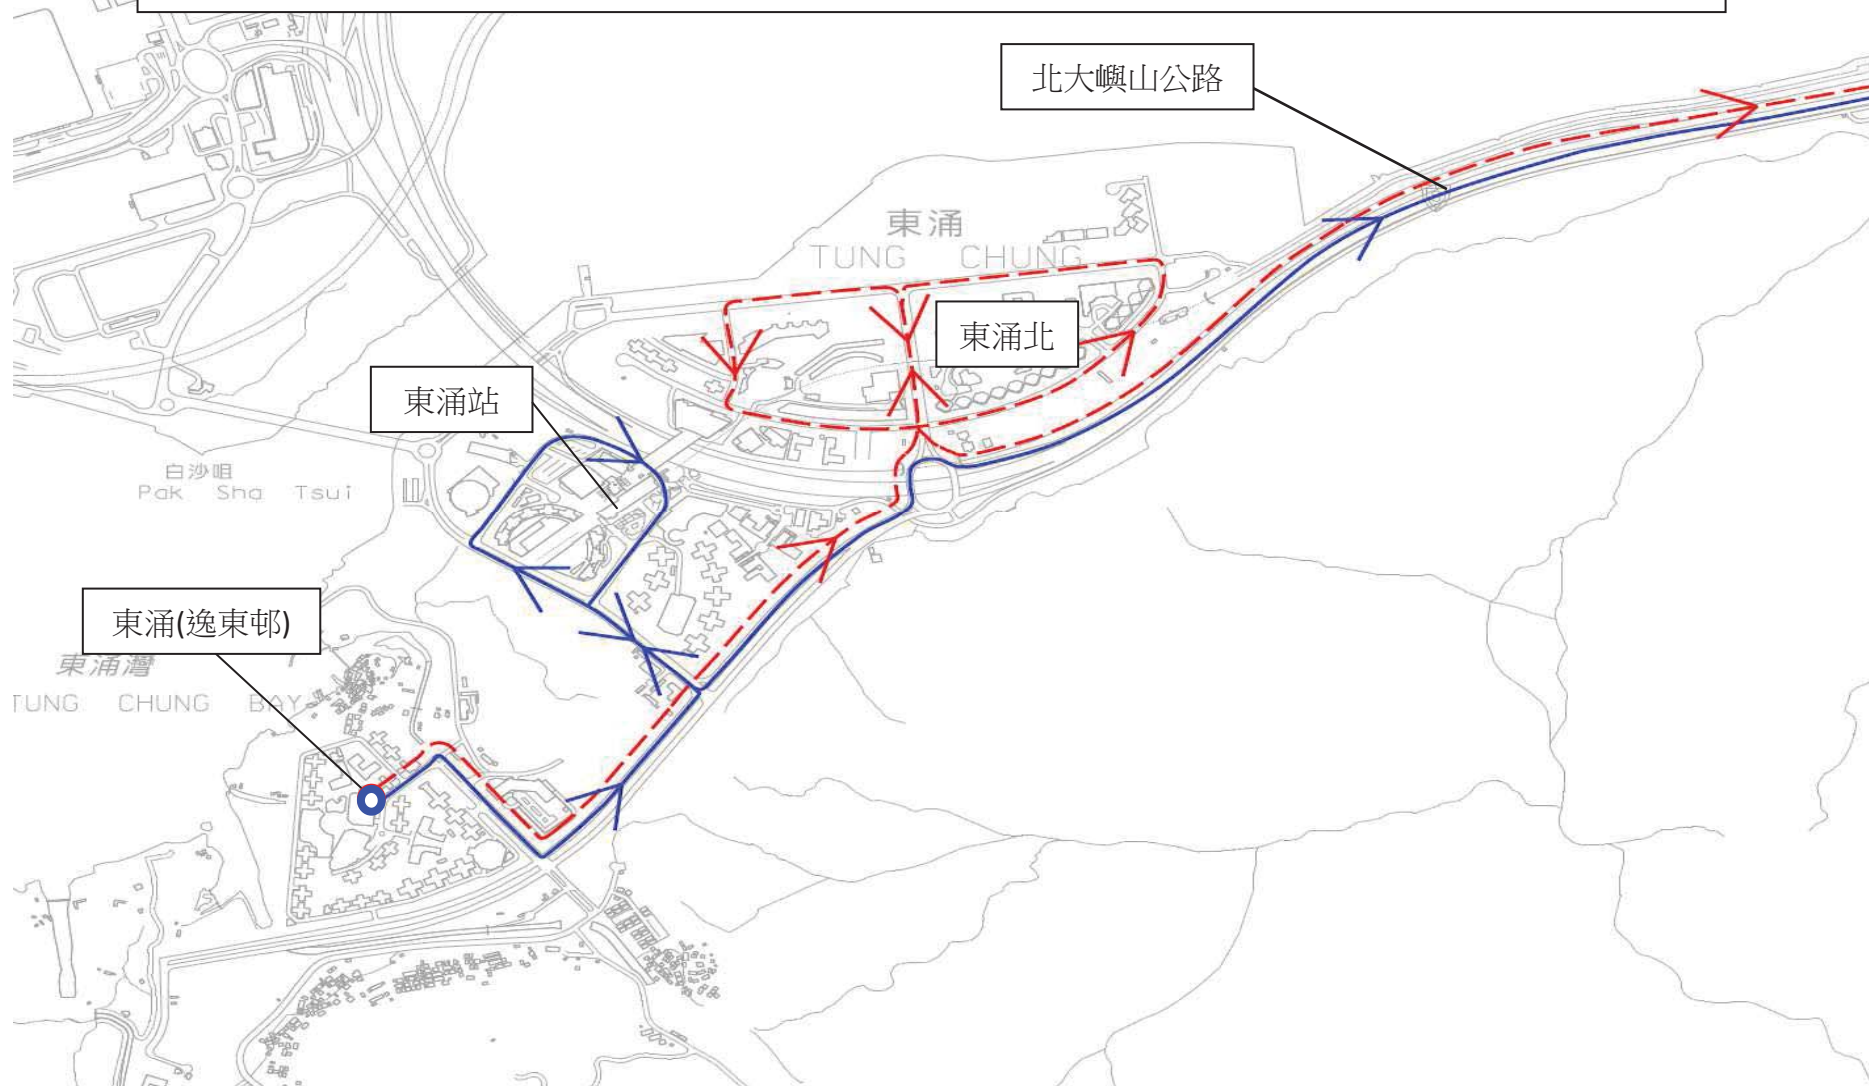 北大嶼山公路
東涌
TUNG CHUNG
東涌北
東涌站
白沙咀
Pak Sha Tsui
東涌(逸東邨)
東涌灣
TUNG CHUNG BAY